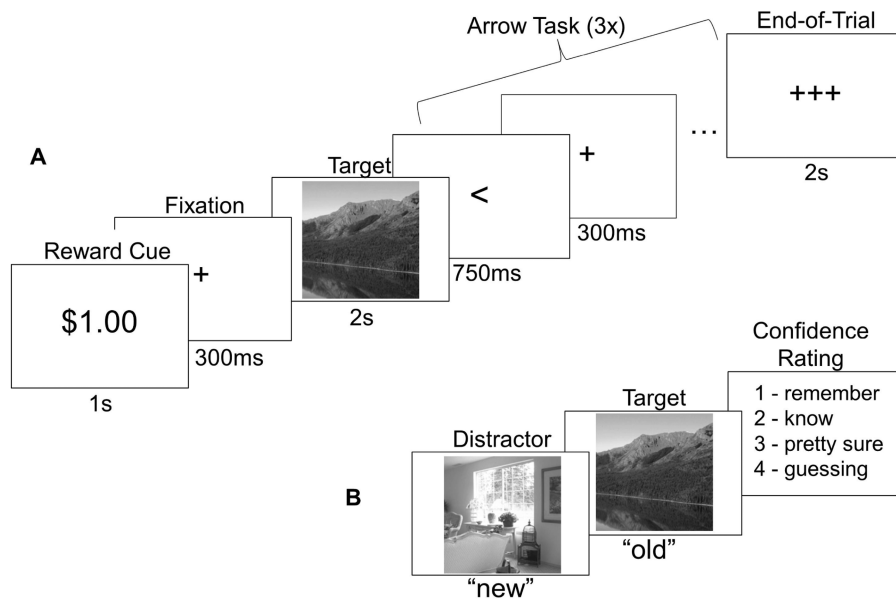 Arrow Task (3x)
End-of-Trial
+++
2s
A
Target
...
+
<
Fixation
300ms
Reward Cue
+
750ms
$1.00
2s
300ms
1s
Confidence
Rating
Target
1 - remember
2 - know
3 - pretty sure
4 - guessing
Distractor
B
“old”
“new”